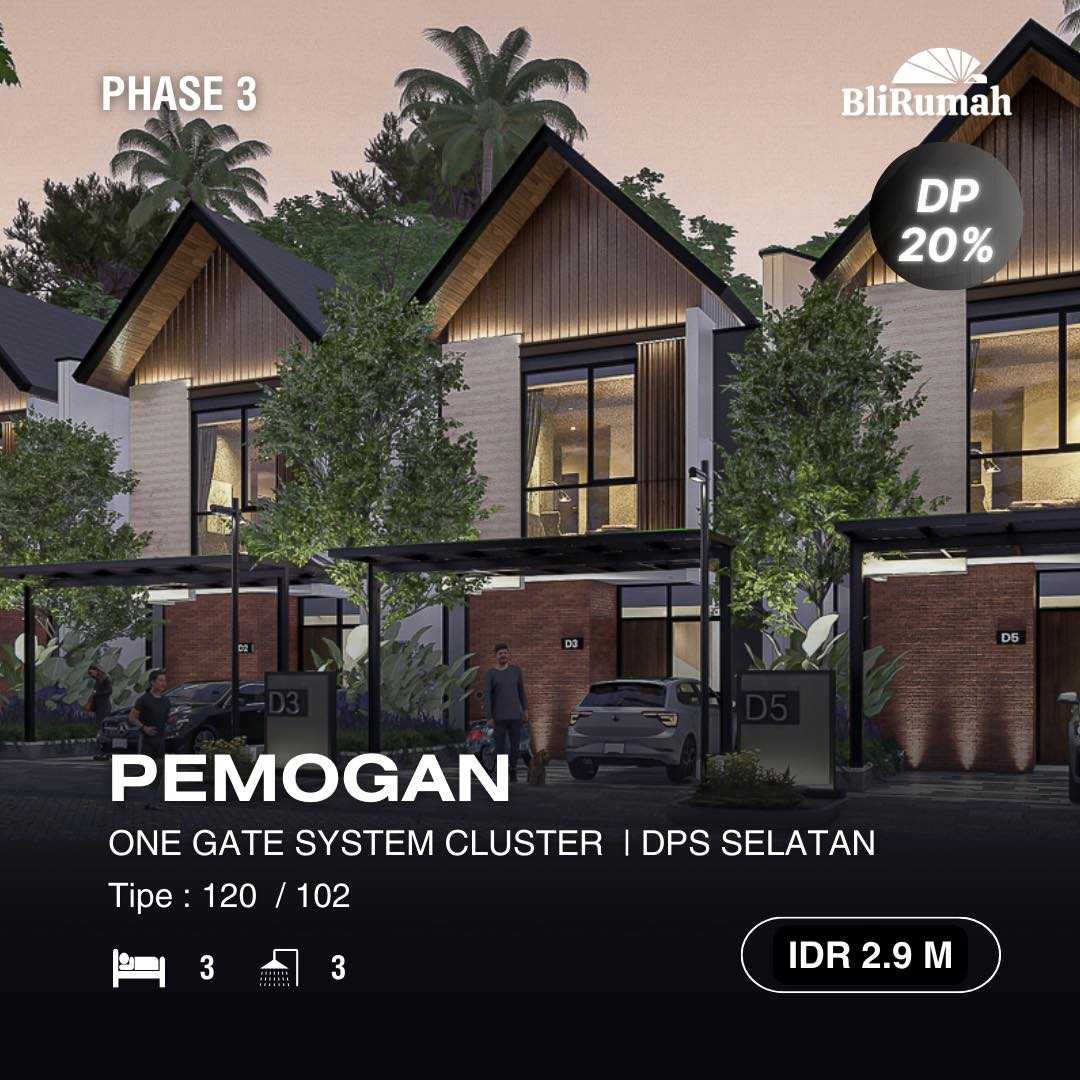 PHASE 3
BliRumah
DP
20%
D2
D3
D5
D3
D5
PEMOGAN
ONE GATE SYSTEM CLUSTER | DPS SELATAN
Tipe : 120 / 102
3
3
IDR 2.9 M